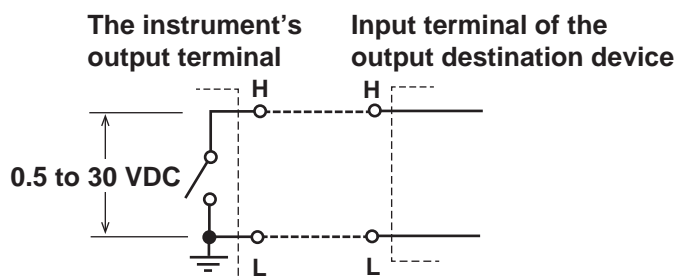 The instrument's
output terminal
Input terminal of the
output destination device
H
H
0.5 to 30 VDC
L
L